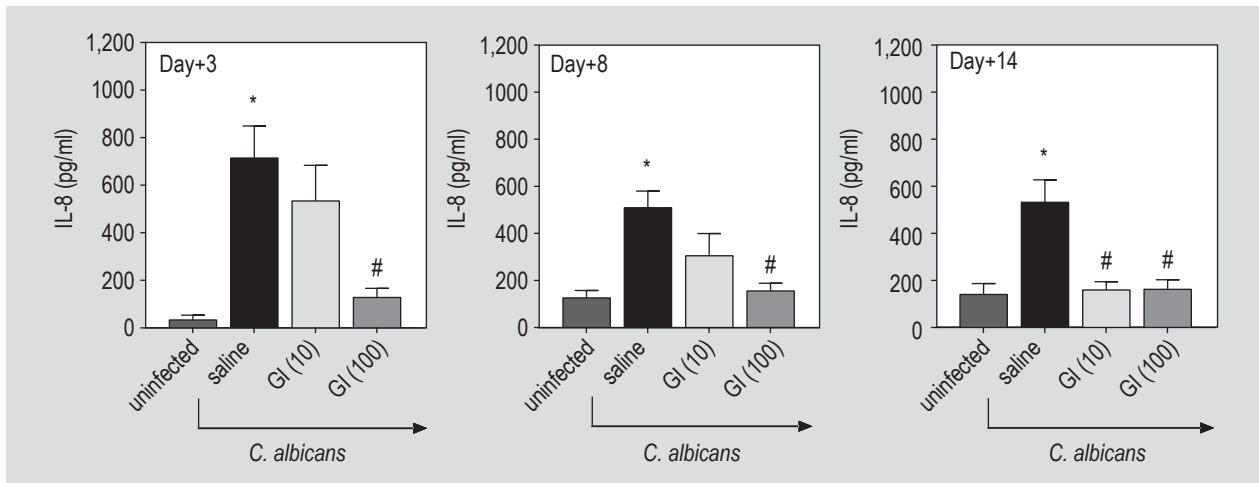 1,200
1000
800
600
400
200
0
IL-8 (pg/ml)
Day+3
*
#
uninfected
saline
GI (10)
GI (100)
C. albicans
1,200
1000
800
600
400
200
0
IL-8 (pg/ml)
Day+8
*
#
uninfected
saline
GI (10)
GI (100)
C. albicans
1,200
1000
800
600
400
200
0
IL-8 (pg/ml)
Day+14
*
#
#
uninfected
saline
GI (10)
GI (100)
C. albicans